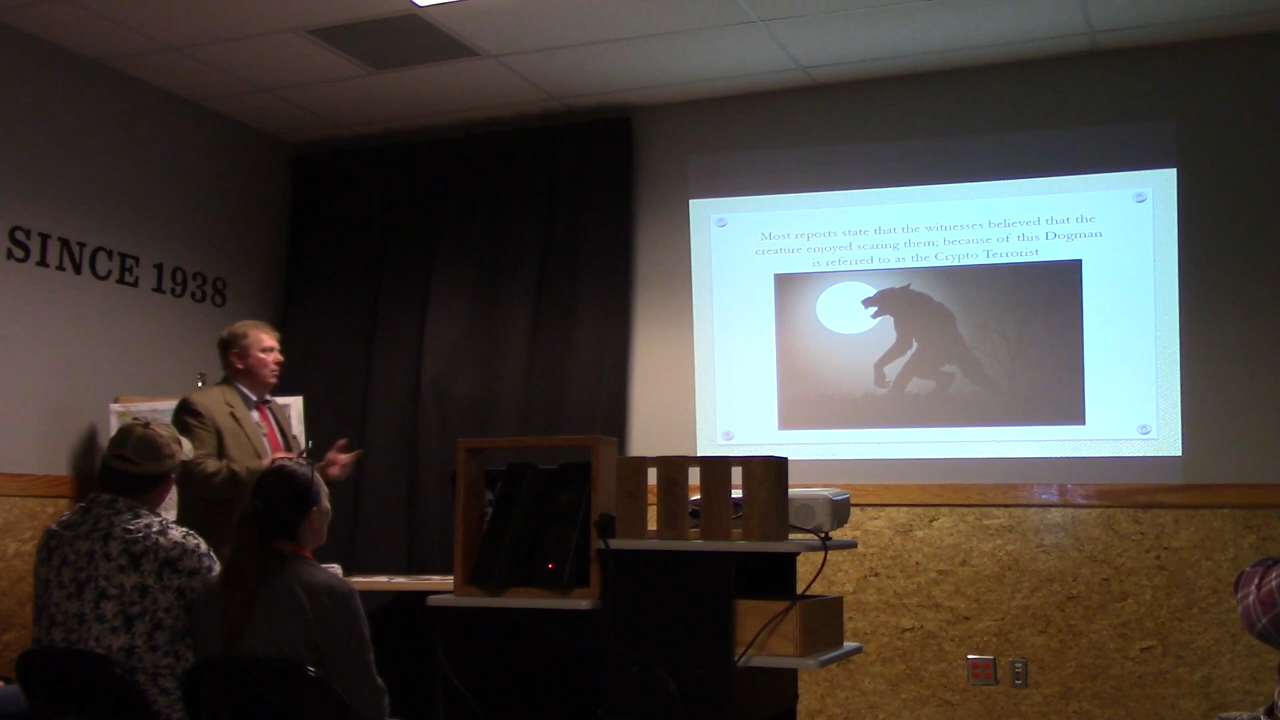 SINCE 1938
Most reports state that the witnesses believed that the
creature enjoyed scaring them; because of this Dogman
is referred to as the Crypto Terrorist